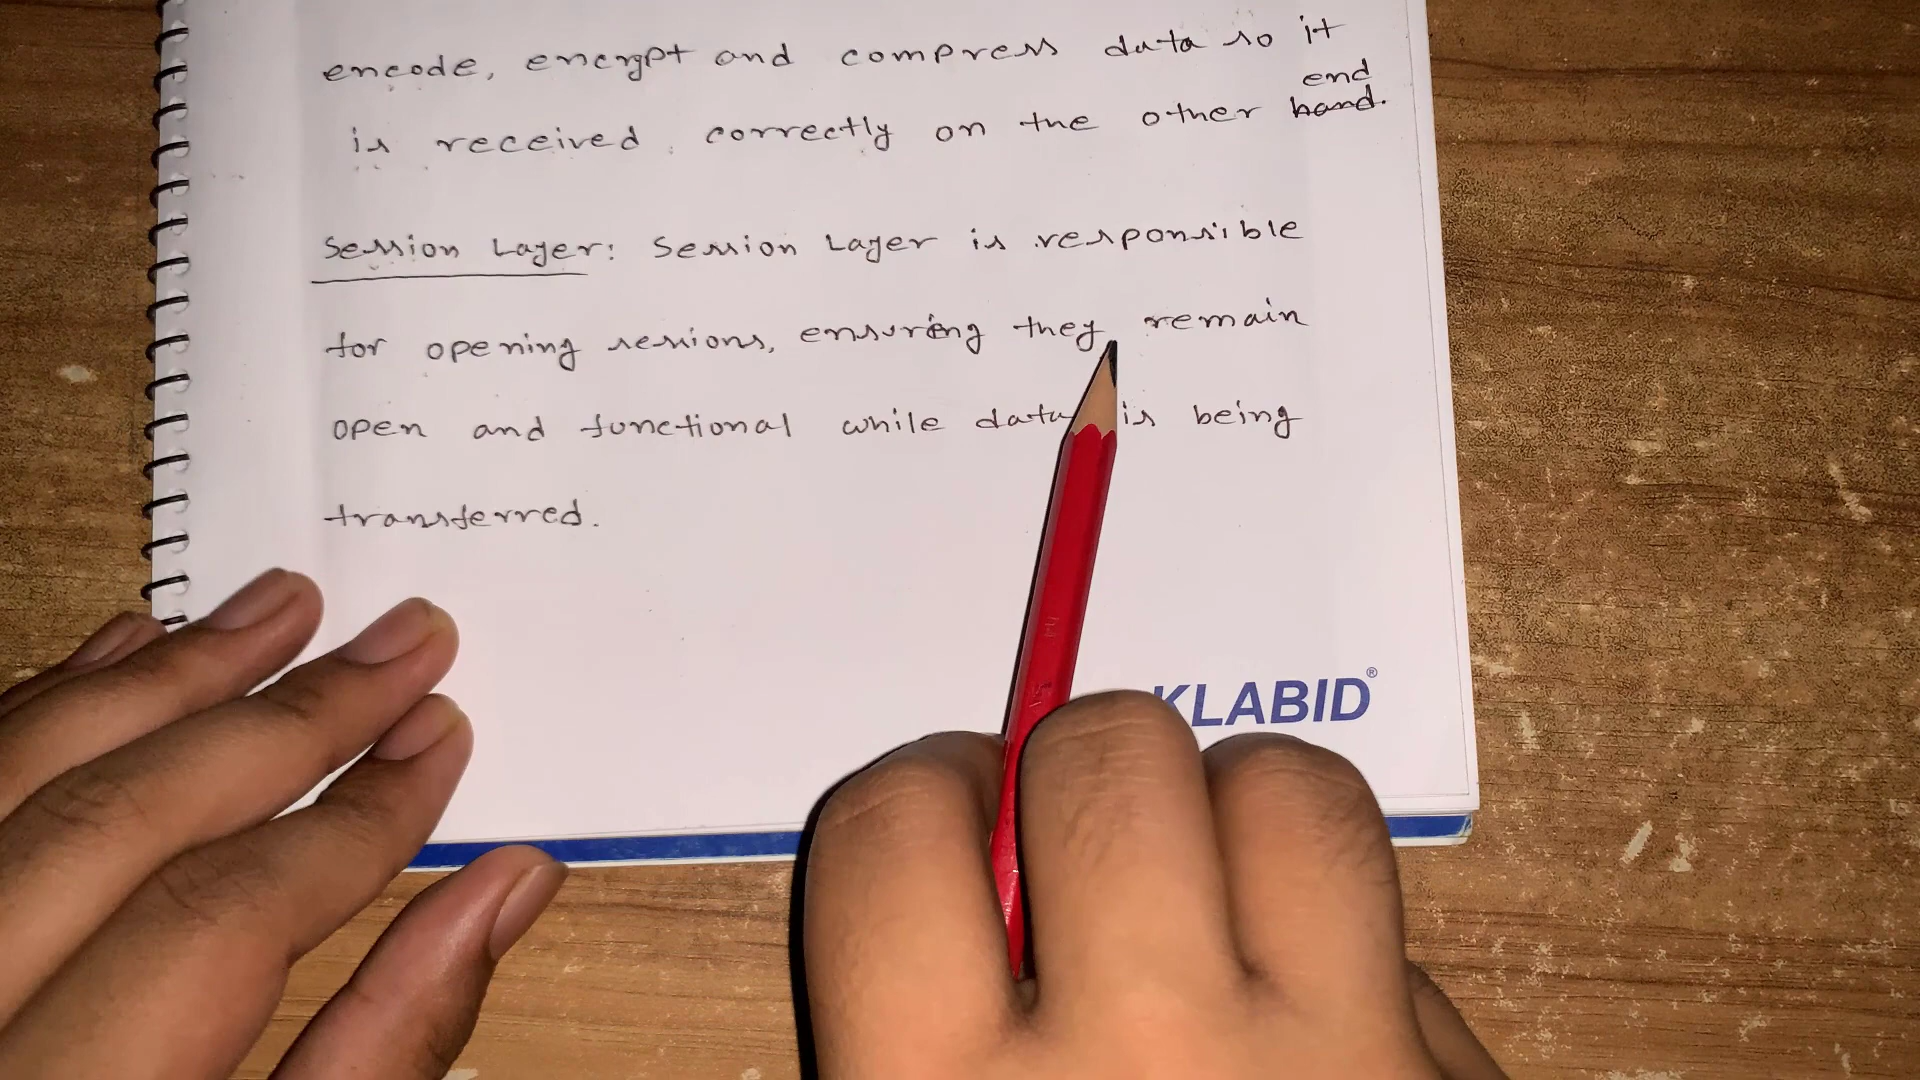 encode, encrypt and compress data so it
is received correctly on the other hand. end
Session Layer: Session Layer is responsible
for opening sessions, ensuring they remain
open and functional while data is being
transferred.
KLABID®